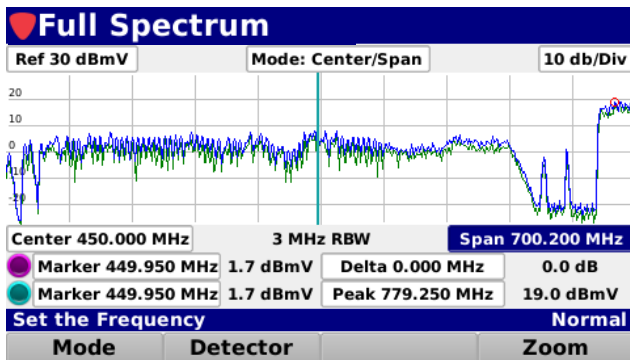 Full Spectrum
Ref 30 dBmV Mode: Center/Span 10 db/Div
20
10
0
-10
-20
Center 450.000 MHz 3 MHz RBW Span 700.200 MHz
Marker 449.950 MHz 1.7 dBmV Delta 0.000 MHz 0.0 dB
Marker 449.950 MHz 1.7 dBmV Peak 779.250 MHz 19.0 dBmV
Set the Frequency Normal
Mode Detector Zoom